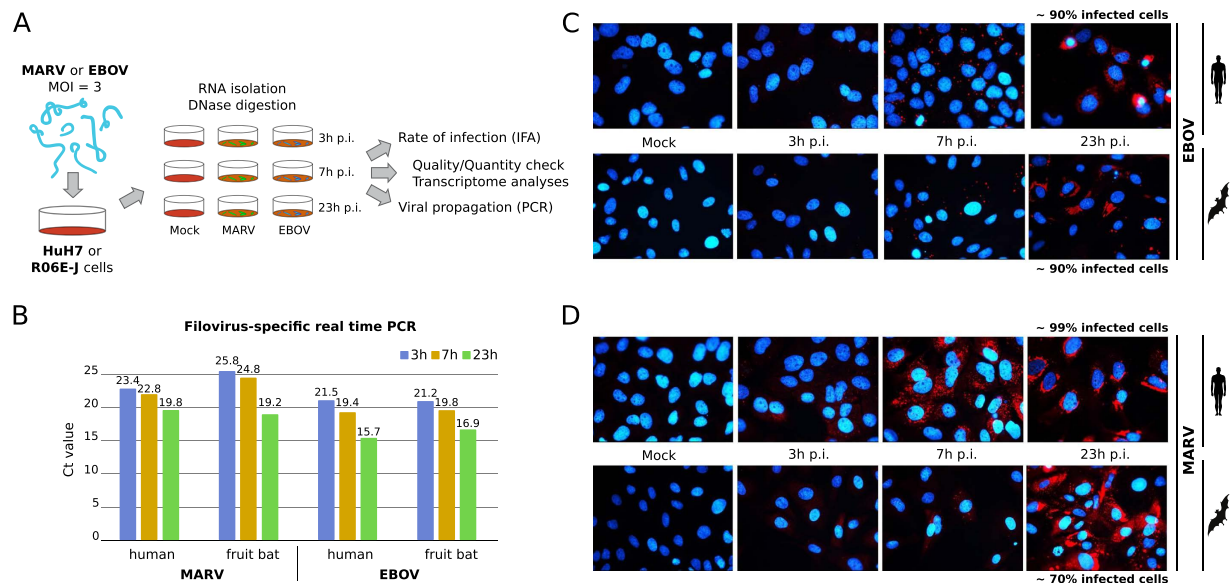 A
MARV or EBOV
MOI = 3
HuH7 or
R06E-J cells
RNA isolation
DNase digestion
3h p.i.
7h p.i.
23h p.i.
Mock MARV EBOV
Rate of infection (IFA)
Quality/Quantity check
Transcriptome analyses
Viral propagation (PCR)
B
Filovirus-specific real time PCR
3h 7h 23h
Ct value
25
20
15
10
5
0
23.4 22.8 19.8
25.8 24.8 19.2
21.5 19.4 15.7
21.2 19.8 16.9
human fruit bat human fruit bat
MARV EBOV
C
~ 90% infected cells
Mock 3h p.i. 7h p.i. 23h p.i.
EBOV
~ 90% infected cells
D
~ 99% infected cells
Mock 3h p.i. 7h p.i. 23h p.i.
MARV
~ 70% infected cells